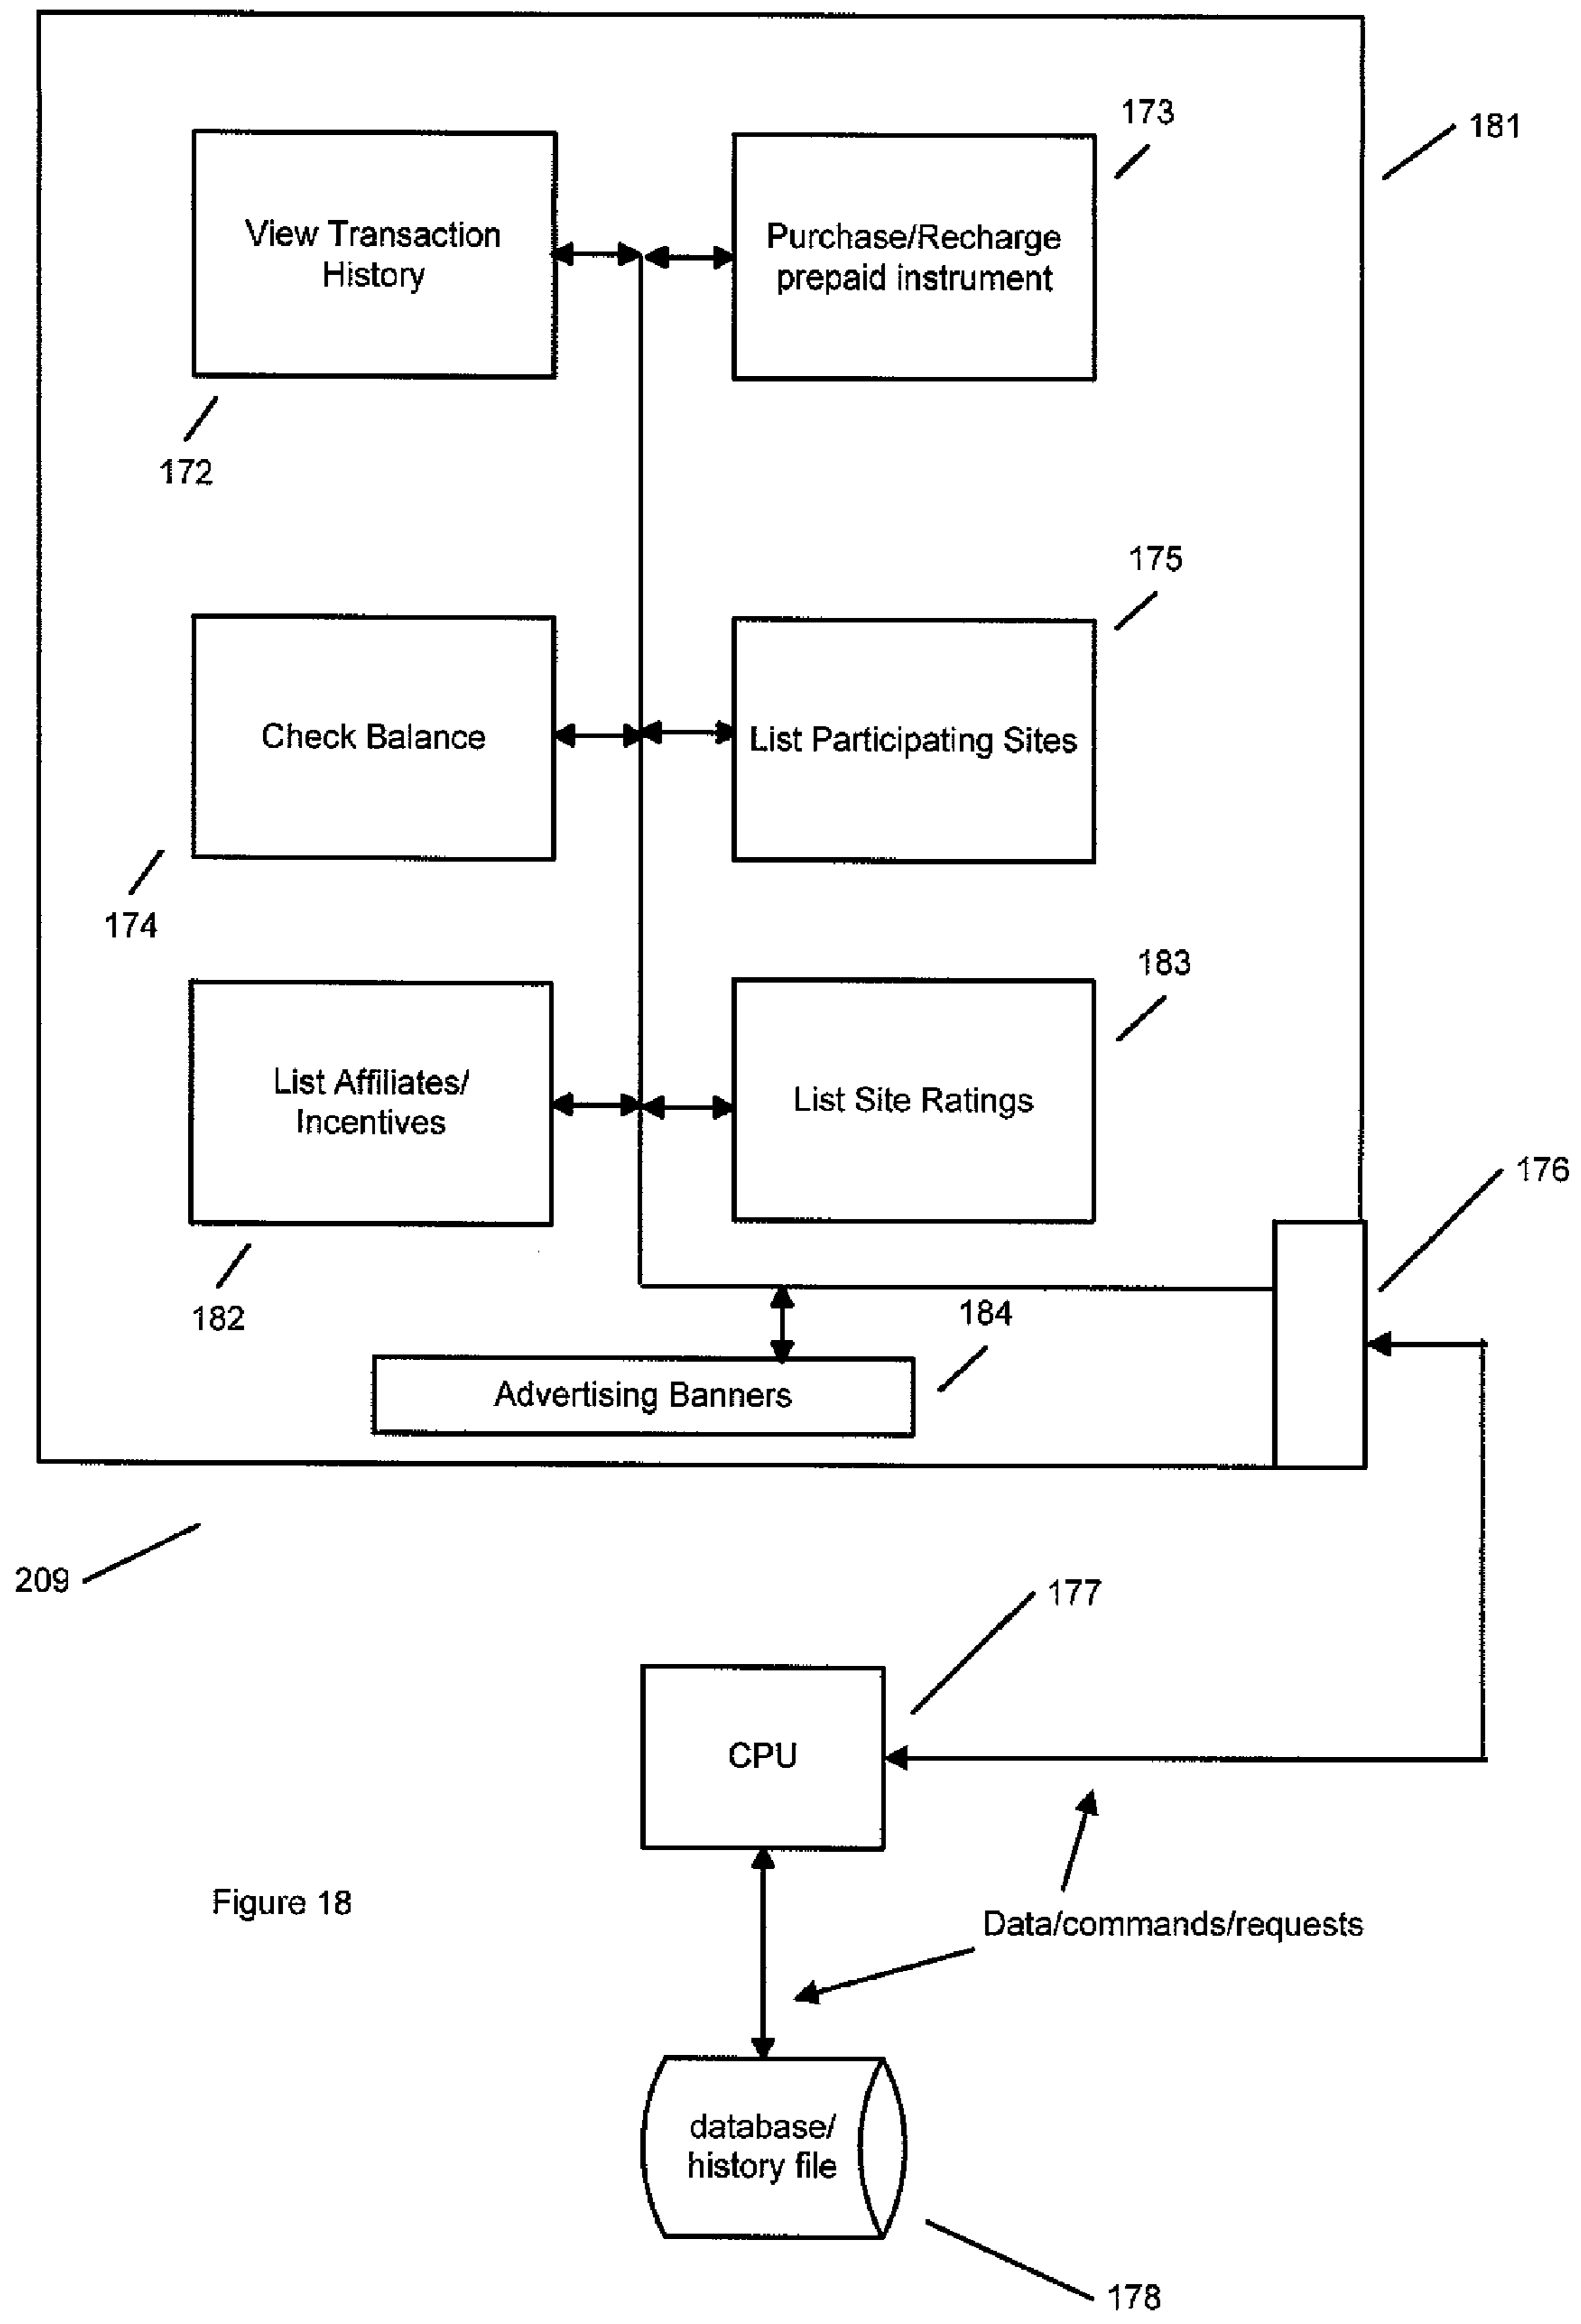 173
181
View Transaction
History
Purchase/Recharge
prepaid instrument
172
175
Check Balance
List Participating Sites
174
183
List Affiliates/
Incentives
List Site Ratings
176
182
184
Advertising Banners
209
177
CPU
Figure 18
Data/commands/requests
database/
history file
178